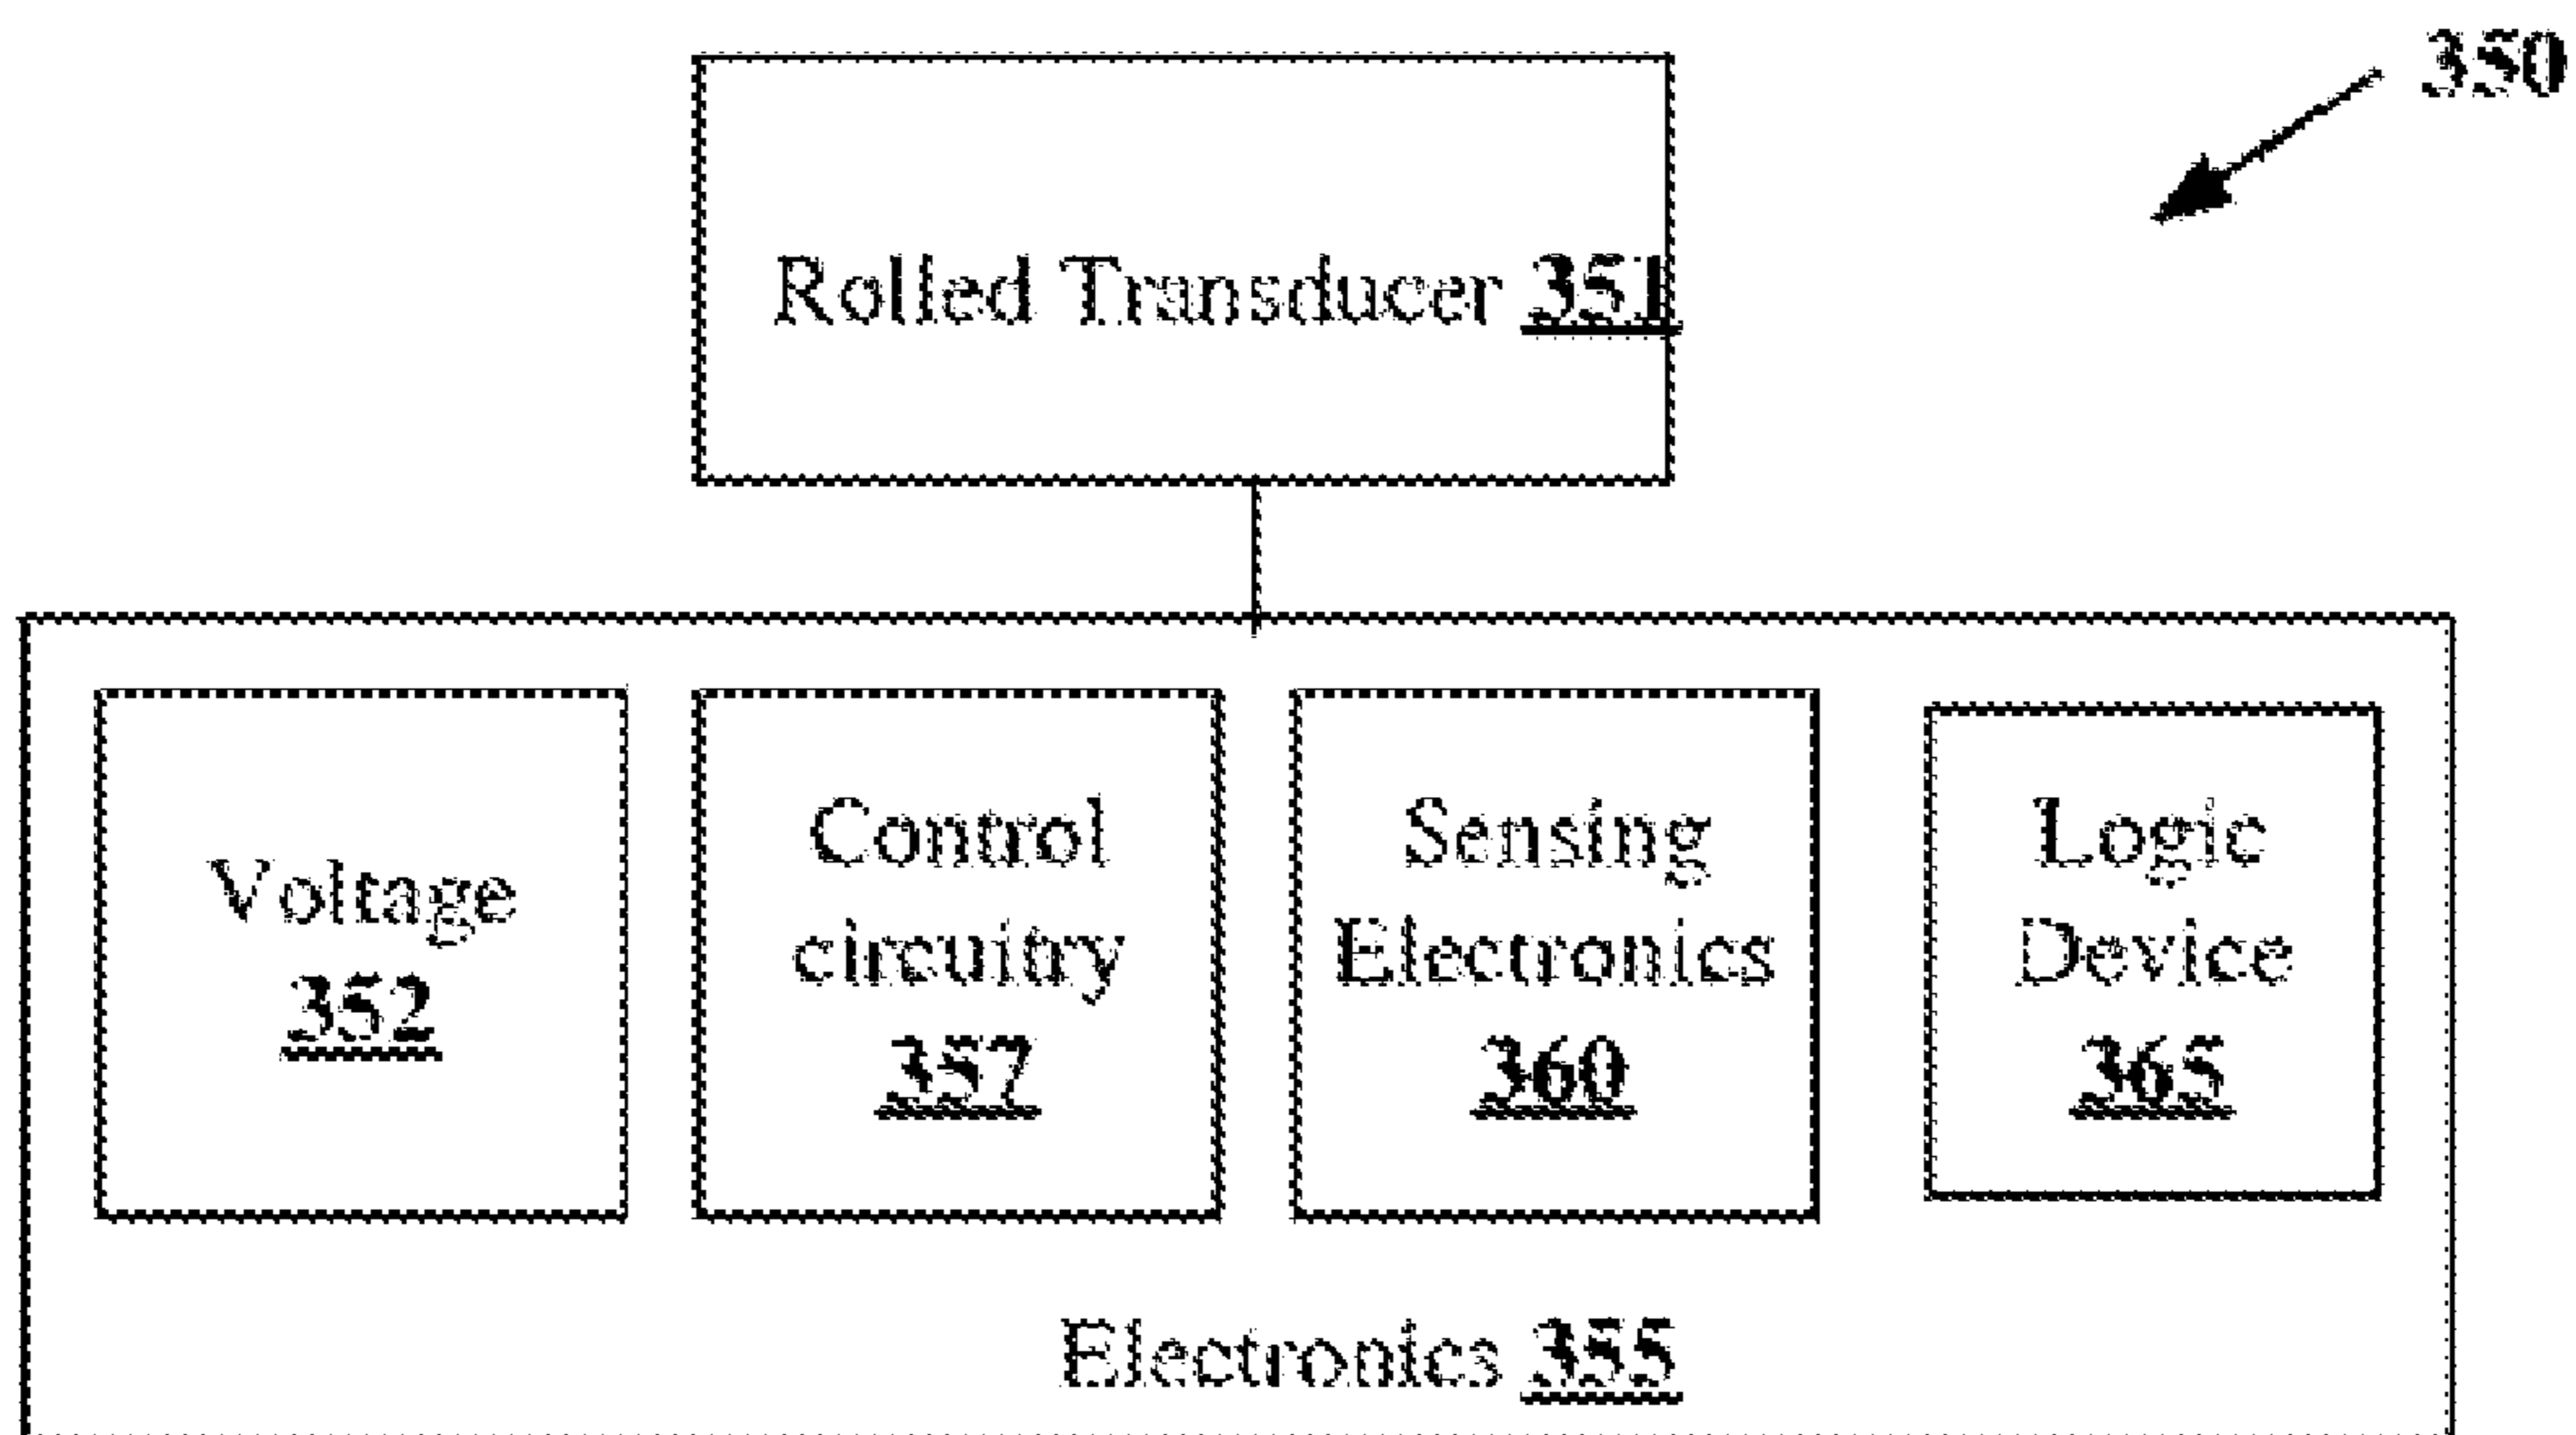 350
Rolled Transducer 351
Voltage
352
Control
circuitry
357
Sensing
Electronics
360
Logic
Device
365
Electronics 355